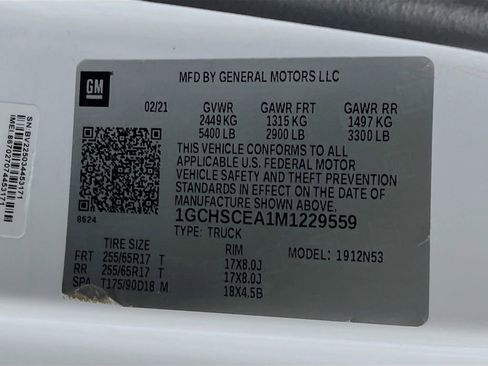 GM
MFD BY GENERAL MOTORS LLC
02/21 GVWR GAWR FRT GAWR RR
2449 KG 1315 KG 1497 KG
5400 LB 2900 LB 3300 LB
THIS VEHICLE CONFORMS TO ALL
APPLICABLE U.S. FEDERAL MOTOR
VEHICLE SAFETY AND THEFT PREVENTION
STANDARDS IN EFFECT ON THE DATE OF
MANUFACTURE SHOWN ABOVE.
8624
1GCHSCEA1M1229559
TYPE: TRUCK
TIRE SIZE RIM MODEL: 1912N53
FRT 255/65R17 T 17X8.0J
RR 255/65R17 T 17X8.0J
SPA T175/90D18 M 18X4.5B